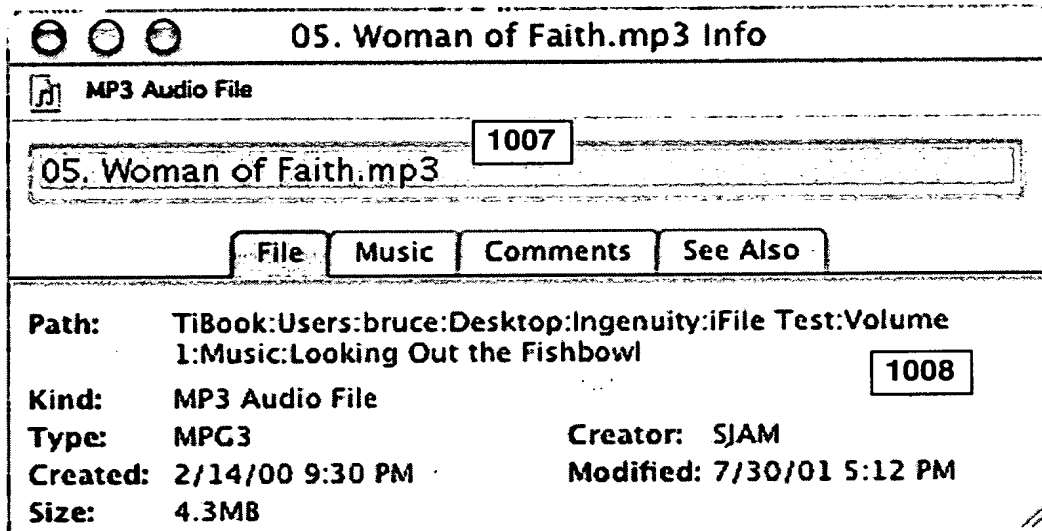 05. Woman of Faith.mp3 Info
MP3 Audio File
1007
05. Woman of Faith.mp3
File Music Comments See Also
Path: TiBook:Users:bruce:Desktop:Ingenuity:iFile Test:Volume
1:Music:Looking Out the Fishbowl
1008
Kind: MP3 Audio File
Type: MPG3 Creator: SJAM
Created: 2/14/00 9:30 PM Modified: 7/30/01 5:12 PM
Size: 4.3MB